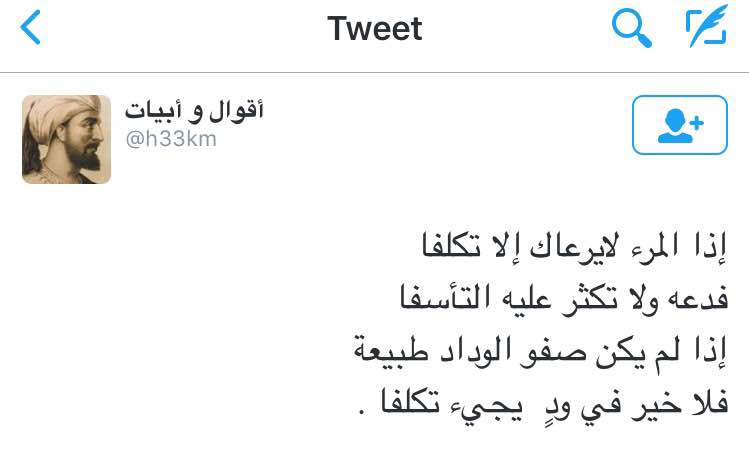 Tweet
أقوال و أبيات
@h33km
إذا المرء لايرعاك إلا تكلفا
فدعه ولا تكثر عليه التأسفا
إذا لم يكن صفو الوداد طبيعة
فلا خير في ودٍ يجيء تكلفا .